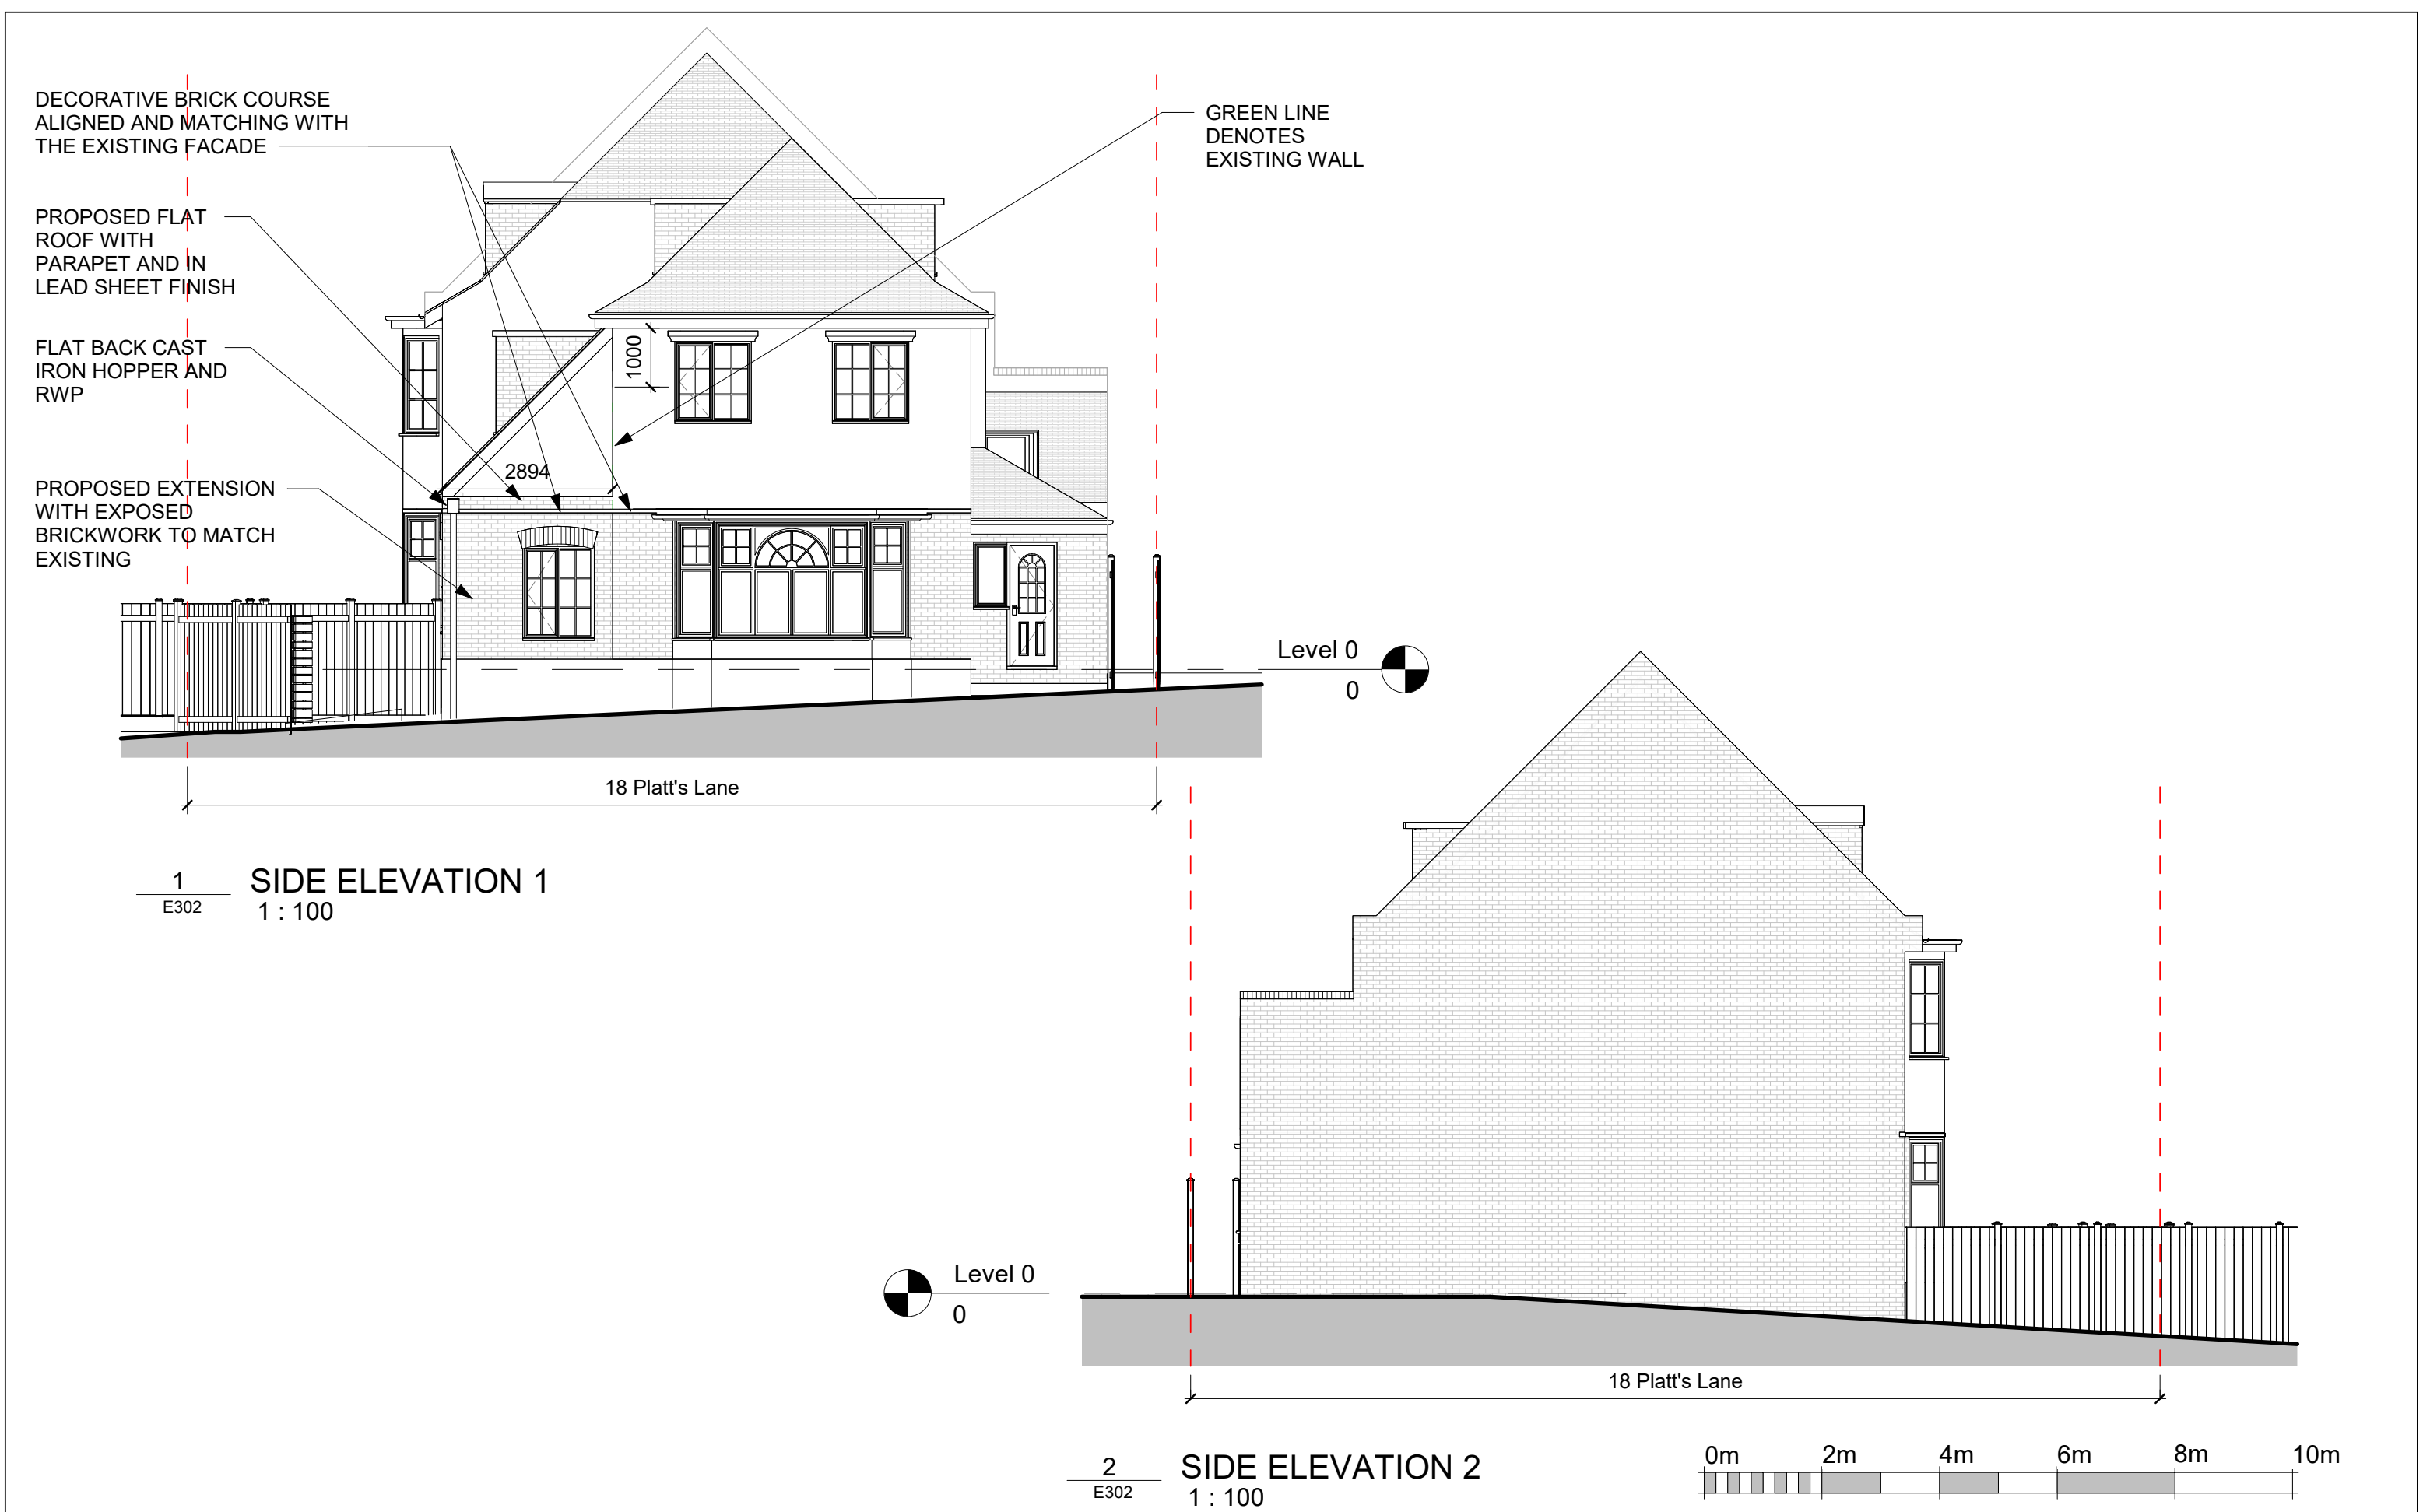 DECORATIVE BRICK COURSE
ALIGNED AND MATCHING WITH
THE EXISTING FACADE
GREEN LINE
DENOTES
EXISTING WALL
PROPOSED FLAT
ROOF WITH
PARAPET AND IN
LEAD SHEET FINISH
FLAT BACK CAST
IRON HOPPER AND
RWP
1000
2894
PROPOSED EXTENSION
WITH EXPOSED
BRICKWORK TO MATCH
EXISTING
Level 0
0
18 Platt's Lane
1
E302
SIDE ELEVATION 1
1 : 100
Level 0
0
18 Platt's Lane
2
E302
SIDE ELEVATION 2
1 : 100
0m 2m 4m 6m 8m 10m